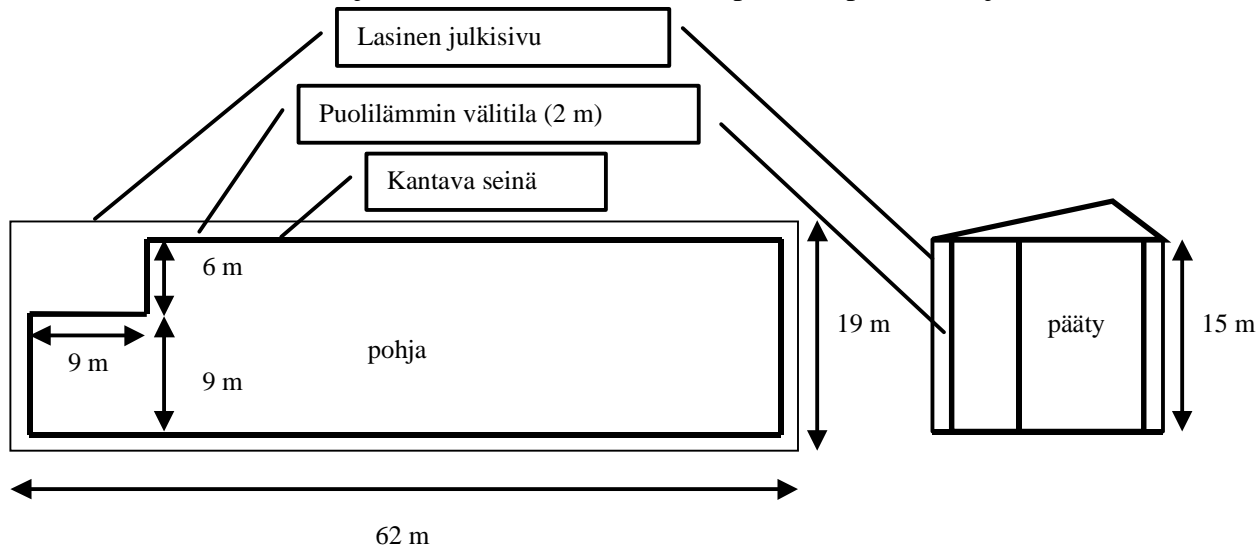 Lasinen julkisivu
Puolilämmin välitila (2 m)
Kantava seinä
6 m
9 m
9 m
pohja
19 m
pääty
15 m
62 m